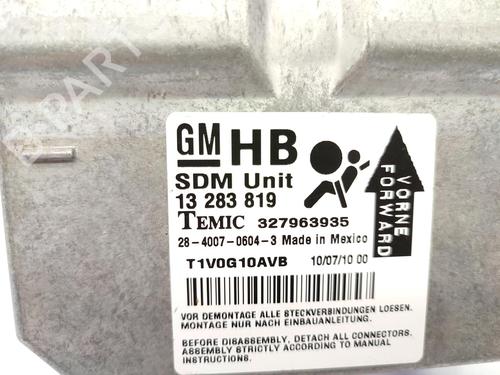 B-PARTS
GM HB
SDM Unit
13 283 819
TEMIC 327963935
28-4007-0604-3 Made in Mexico
T1V0G10AVB 10/07/10 00
VORNE
FORWARD
VOR DEMONTAGE ALLE STECKVERBINDUNGEN LOESEN.
MONTAGE NUR NACH EINBAUANLEITUNG.
BEFORE DISASSEMBLY, DETACH ALL CONNECTORS.
ASSEMBLY STRICTLY ACCORDING TO MANUAL
INSTRUCTIONS.